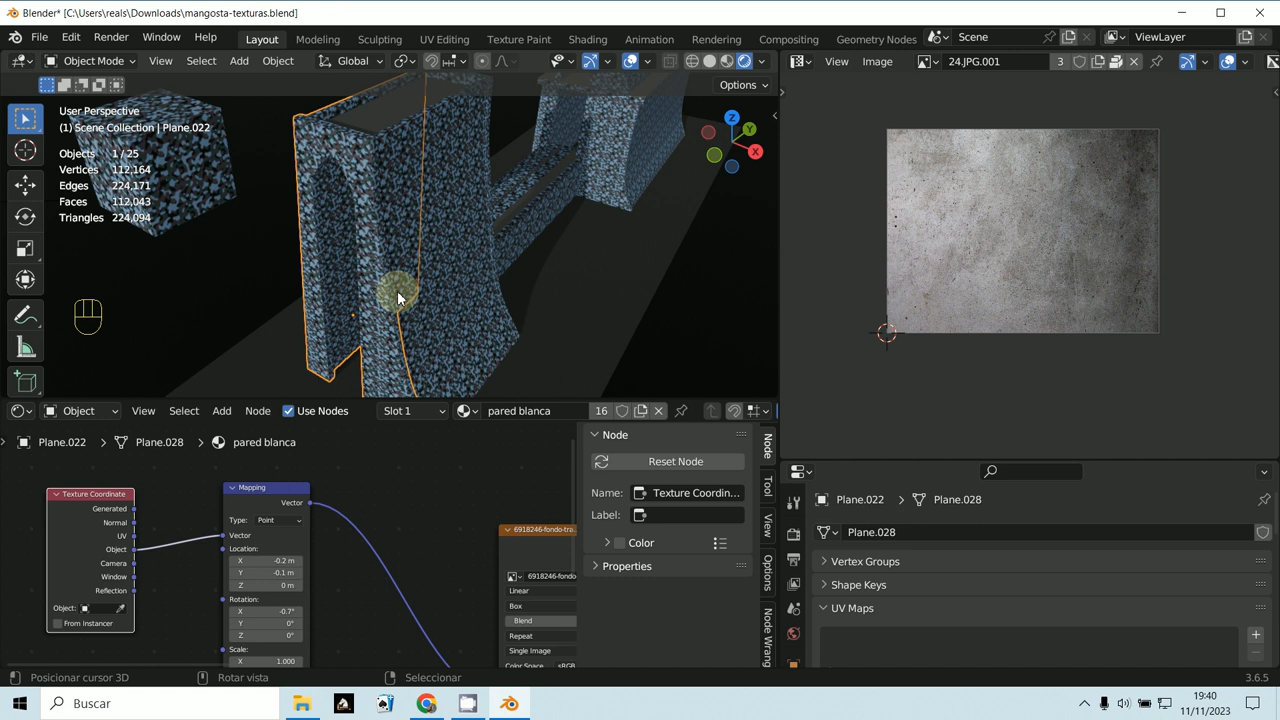 Blender* [C:\Users\reals\Downloads\mangosta-texturas.blend]
File Edit Render Window Help
Layout Modeling Sculpting UV Editing Texture Paint Shading Animation Rendering Compositing Geometry Nodes
Scene
ViewLayer
Object Mode View Select Add Object Global
View Image 24.JPG.001 3
Options
User Perspective
(1) Scene Collection | Plane.022
Objects 1 / 25
Vertices 112,164
Edges 224,171
Faces 112,043
Triangles 224,094
Z
Y
X
Object View Select Add Node Use Nodes Slot 1 pared blanca 16
Plane.022 Plane.028 pared blanca
Texture Coordinate
Generated
Normal
UV
Object
Camera
Window
Reflection
Object:
From Instancer
Mapping
Vector
Type: Point
Vector
Location:
X -0.2 m
Y -0.1 m
Z 0 m
Rotation:
X -0.7°
Y 0°
Z 0°
Scale:
X 1.000
6918246-fondo-tra...
6918246-fondo
Linear
Box
Blend
Repeat
Single Image
Color Space sRGB
Node
Reset Node
Name: Texture Coordin...
Label:
Color
Properties
Node
Tool
View
Options
Node Wrang
Plane.022 Plane.028
Plane.028
Vertex Groups
Shape Keys
UV Maps
Posicionar cursor 3D Rotar vista Seleccionar 3.6.5
Buscar
19:40
11/11/2023